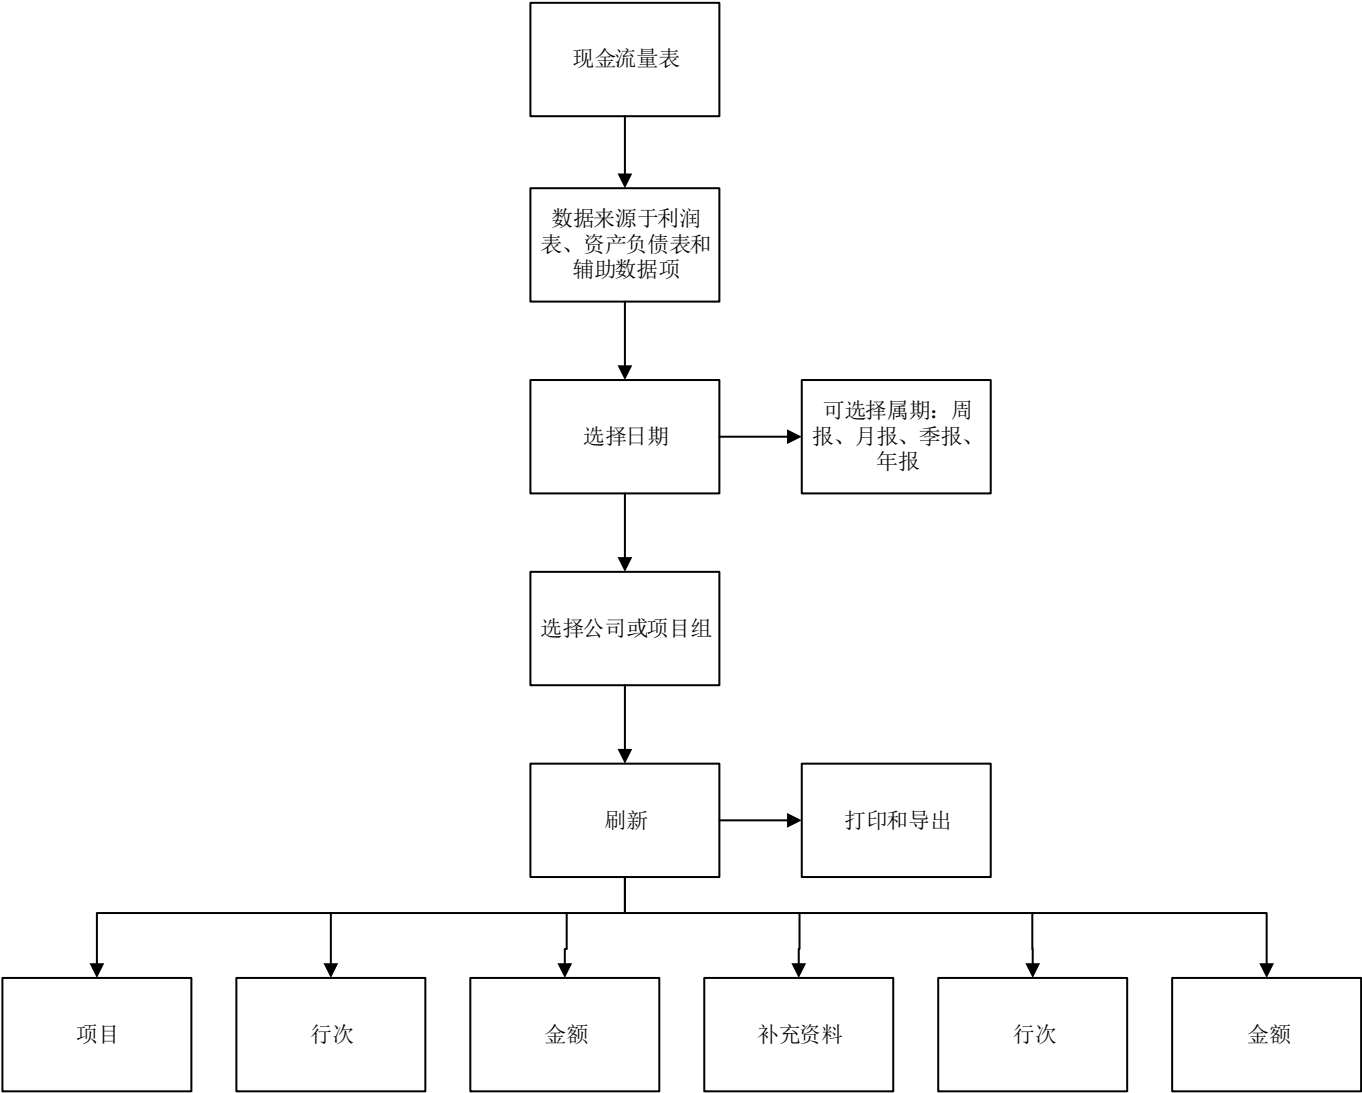 现金流量表
数据来源于利润
表、资产负债表和
辅助数据项
选择日期
可选择属期：周
报、月报、季报、
年报
选择公司或项目组
刷新
打印和导出
项目
行次
金额
补充资料
行次
金额